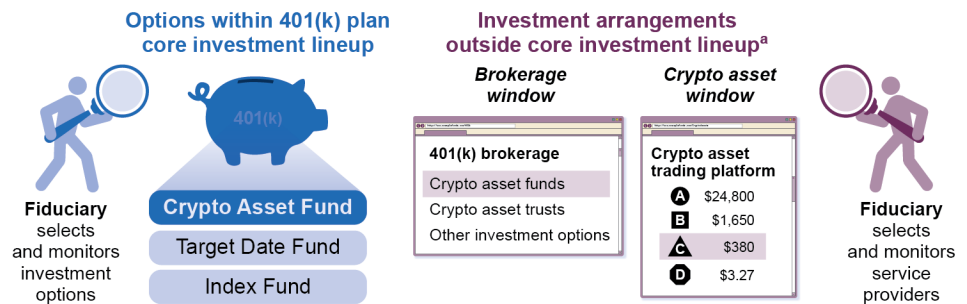 Options within 401(k) plan
core investment lineup
Fiduciary
selects
and monitors
investment
options
401(k)
Crypto Asset Fund
Target Date Fund
Index Fund
Investment arrangements
outside core investment lineupᵃ
Brokerage
window
401(k) brokerage
Crypto asset funds
Crypto asset trusts
Other investment options
Crypto asset
window
Crypto asset
trading platform
A $24,800
B $1,650
C $380
D $3.27
Fiduciary
selects
and monitors
service
providers